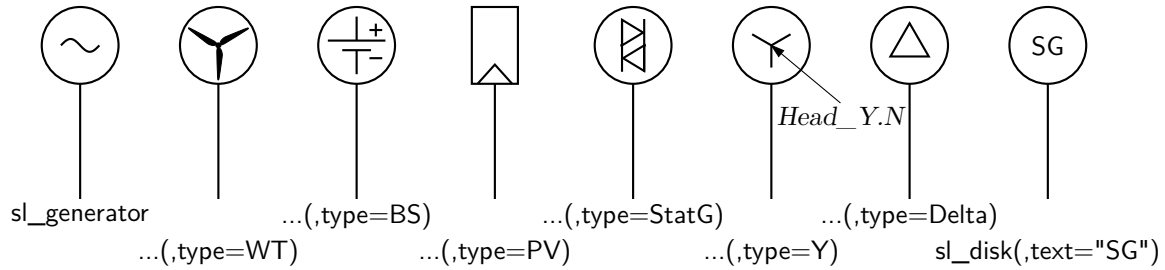 +
−
SG
Head_Y.N
sl_generator
...(,type=BS)
...(,type=StatG)
...(,type=Delta)
...(,type=WT)
...(,type=PV)
...(,type=Y)
sl_disk(,text="SG")